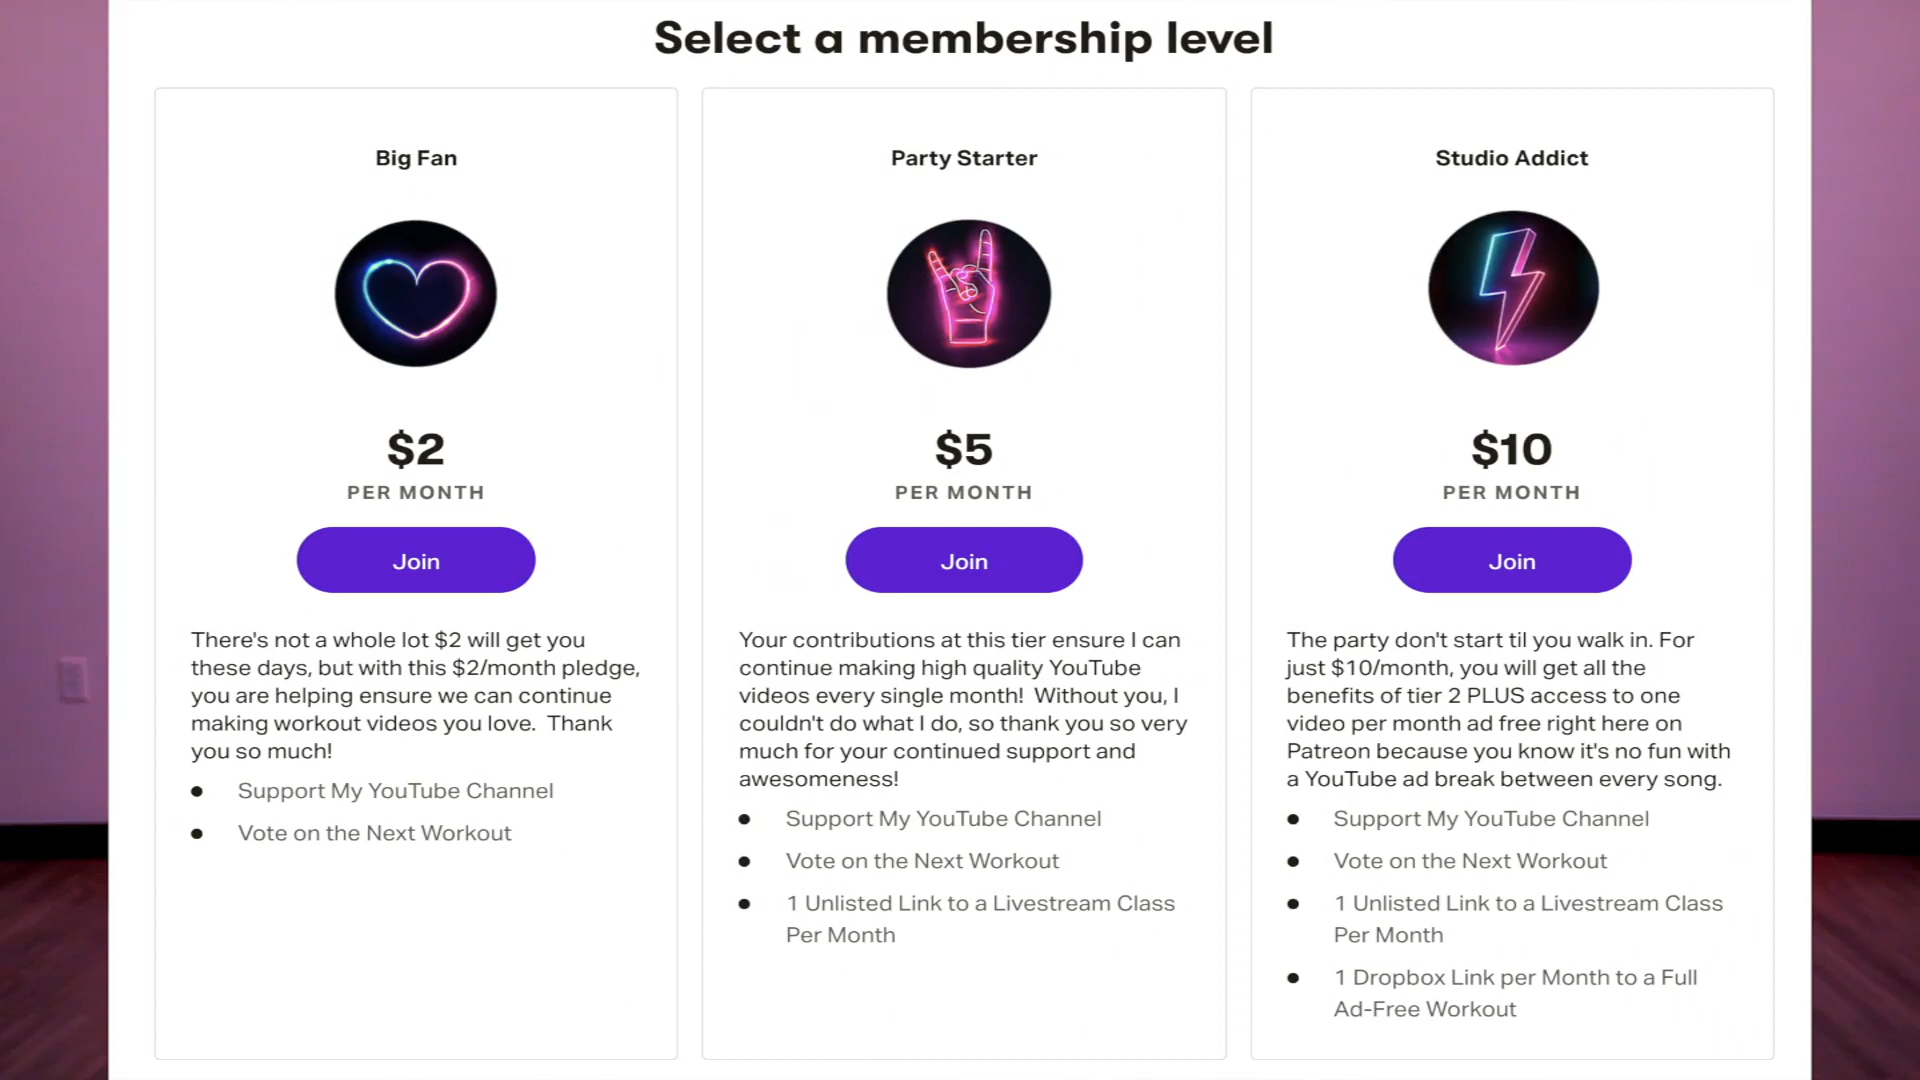 Select a membership level
Big Fan
$2
PER MONTH
Join
There's not a whole lot $2 will get you
these days, but with this $2/month pledge,
you are helping ensure we can continue
making workout videos you love.  Thank
you so much!
Support My YouTube Channel
Vote on the Next Workout
Party Starter
$5
PER MONTH
Join
Your contributions at this tier ensure I can
continue making high quality YouTube
videos every single month!  Without you, I
couldn't do what I do, so thank you so very
much for your continued support and
awesomeness!
Support My YouTube Channel
Vote on the Next Workout
1 Unlisted Link to a Livestream Class
Per Month
Studio Addict
$10
PER MONTH
Join
The party don't start til you walk in. For
just $10/month, you will get all the
benefits of tier 2 PLUS access to one
video per month ad free right here on
Patreon because you know it's no fun with
a YouTube ad break between every song.
Support My YouTube Channel
Vote on the Next Workout
1 Unlisted Link to a Livestream Class
Per Month
1 Dropbox Link per Month to a Full
Ad-Free Workout